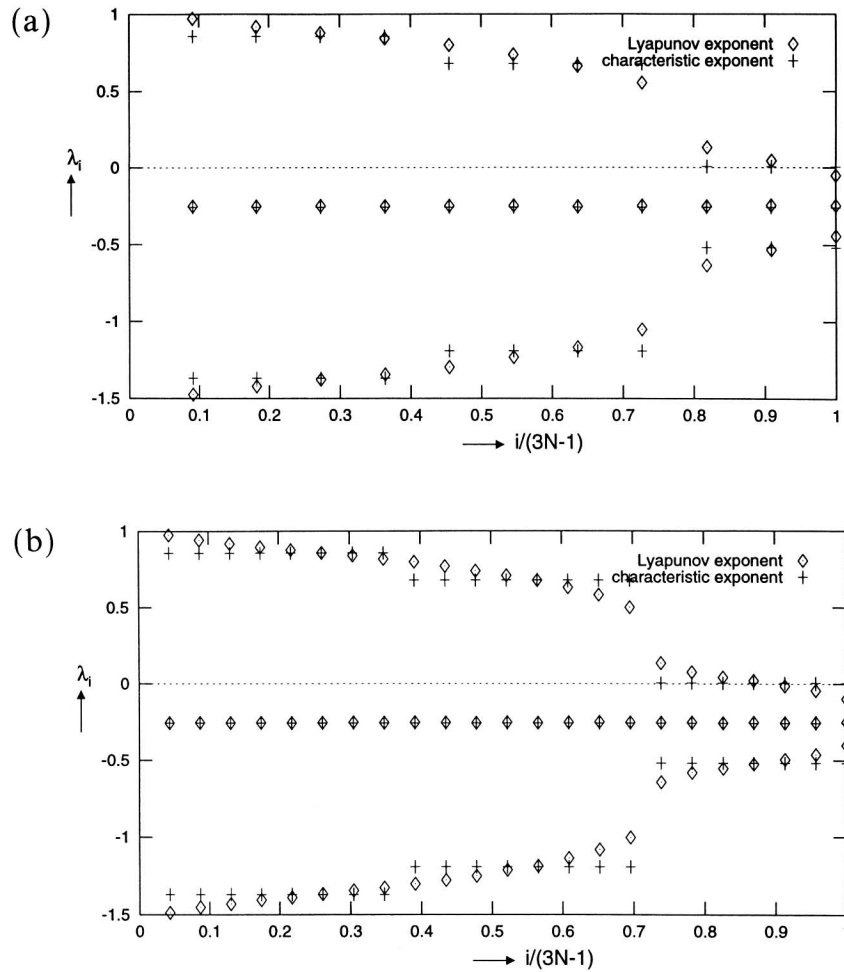 (a)
1
Lyapunov exponent ◇
characteristic exponent +
0.5
λi
0
-0.5
-1
-1.5
0 0.1 0.2 0.3 0.4 0.5 0.6 0.7 0.8 0.9 1
i/(3N-1)
(b)
1
Lyapunov exponent ◇
characteristic exponent +
0.5
λi
0
-0.5
-1
-1.5
0 0.1 0.2 0.3 0.4 0.5 0.6 0.7 0.8 0.9
i/(3N-1)